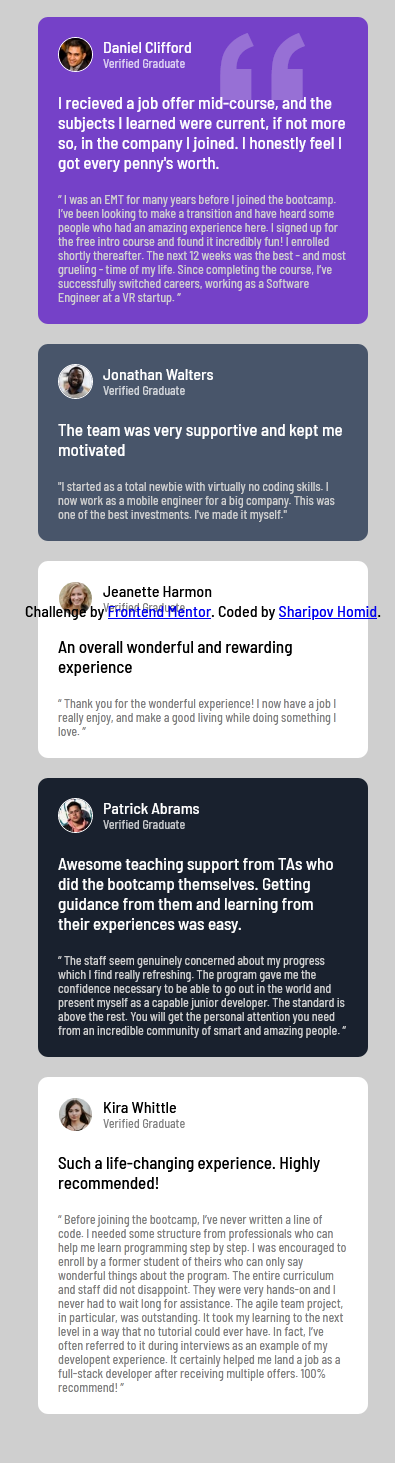 Daniel Clifford
Verified Graduate
I recieved a job offer mid-course, and the
subjects I learned were current, if not more
so, in the company I joined. I honestly feel I
got every penny's worth.
“ I was an EMT for many years before I joined the bootcamp.
I’ve been looking to make a transition and have heard some
people who had an amazing experience here. I signed up for
the free intro course and found it incredibly fun! I enrolled
shortly thereafter. The next 12 weeks was the best - and most
grueling - time of my life. Since completing the course, I’ve
successfully switched careers, working as a Software
Engineer at a VR startup. ”
Jonathan Walters
Verified Graduate
The team was very supportive and kept me
motivated
"I started as a total newbie with virtually no coding skills. I
now work as a mobile engineer for a big company. This was
one of the best investments. I've made it myself."
Jeanette Harmon
Verified Graduate
Challenge by Frontend Mentor. Coded by Sharipov Homid.
An overall wonderful and rewarding
experience
“ Thank you for the wonderful experience! I now have a job I
really enjoy, and make a good living while doing something I
love. ”
Patrick Abrams
Verified Graduate
Awesome teaching support from TAs who
did the bootcamp themselves. Getting
guidance from them and learning from
their experiences was easy.
“ The staff seem genuinely concerned about my progress
which I find really refreshing. The program gave me the
confidence necessary to be able to go out in the world and
present myself as a capable junior developer. The standard is
above the rest. You will get the personal attention you need
from an incredible community of smart and amazing people. ”
Kira Whittle
Verified Graduate
Such a life-changing experience. Highly
recommended!
“ Before joining the bootcamp, I’ve never written a line of
code. I needed some structure from professionals who can
help me learn programming step by step. I was encouraged to
enroll by a former student of theirs who can only say
wonderful things about the program. The entire curriculum
and staff did not disappoint. They were very hands-on and I
never had to wait long for assistance. The agile team project,
in particular, was outstanding. It took my learning to the next
level in a way that no tutorial could ever have. In fact, I’ve
often referred to it during interviews as an example of my
developent experience. It certainly helped me land a job as a
full-stack developer after receiving multiple offers. 100%
recommend! ”